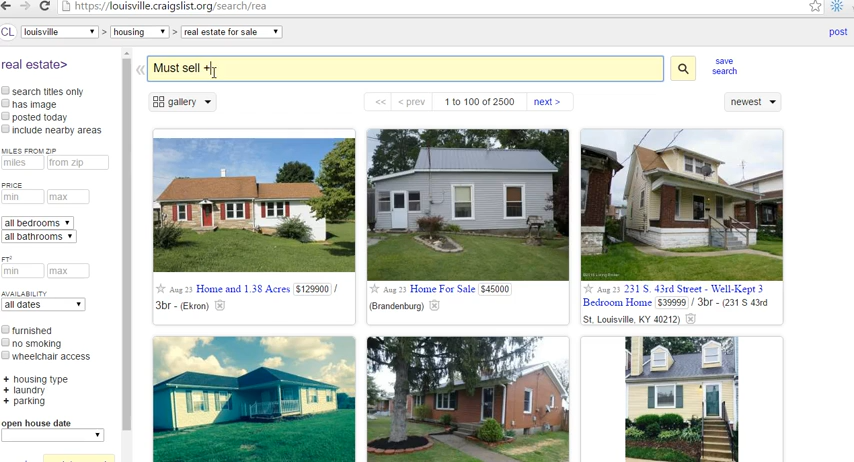 https://louisville.craigslist.org/search/rea
CL louisville > housing > real estate for sale post
real estate>
Must sell +
save
search
search titles only
has image
posted today
include nearby areas
gallery << < prev 1 to 100 of 2500 next > newest
MILES FROM ZIP
miles from zip
PRICE
min max
all bedrooms
all bathrooms
FT2
min max
AVAILABILITY
all dates
furnished
no smoking
wheelchair access
+ housing type
+ laundry
+ parking
open house date
Aug 23 Home and 1.38 Acres $129900 /
3br - (Ekron)
Aug 23 Home For Sale $45000
(Brandenburg)
Aug 23 231 S. 43rd Street - Well-Kept 3
Bedroom Home $39999 / 3br - (231 S 43rd
St, Louisville, KY 40212)